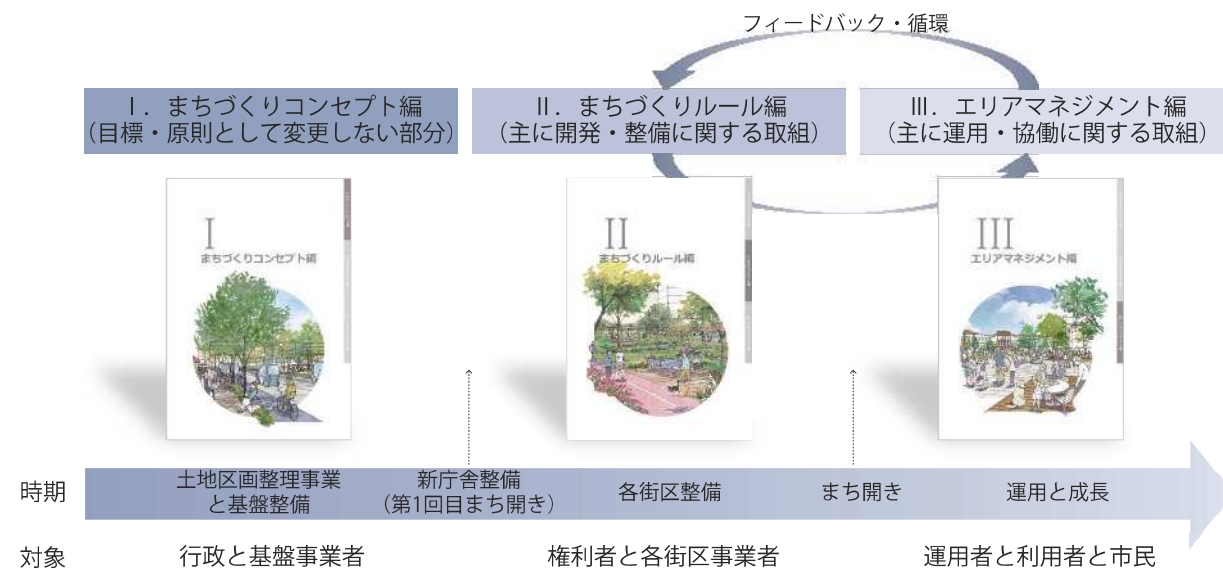 フィードバック・循環
Ⅰ．まちづくりコンセプト編
（目標・原則として変更しない部分）
Ⅱ．まちづくりルール編
（主に開発・整備に関する取組）
Ⅲ．エリアマネジメント編
（主に運用・協働に関する取組）
Ⅰ
まちづくりコンセプト編
Ⅱ
まちづくりルール編
Ⅲ
エリアマネジメント編
時期
土地区画整理事業
と基盤整備
新庁舎整備
（第1回目まち開き）
各街区整備
まち開き
運用と成長
対象
行政と基盤事業者
権利者と各街区事業者
運用者と利用者と市民